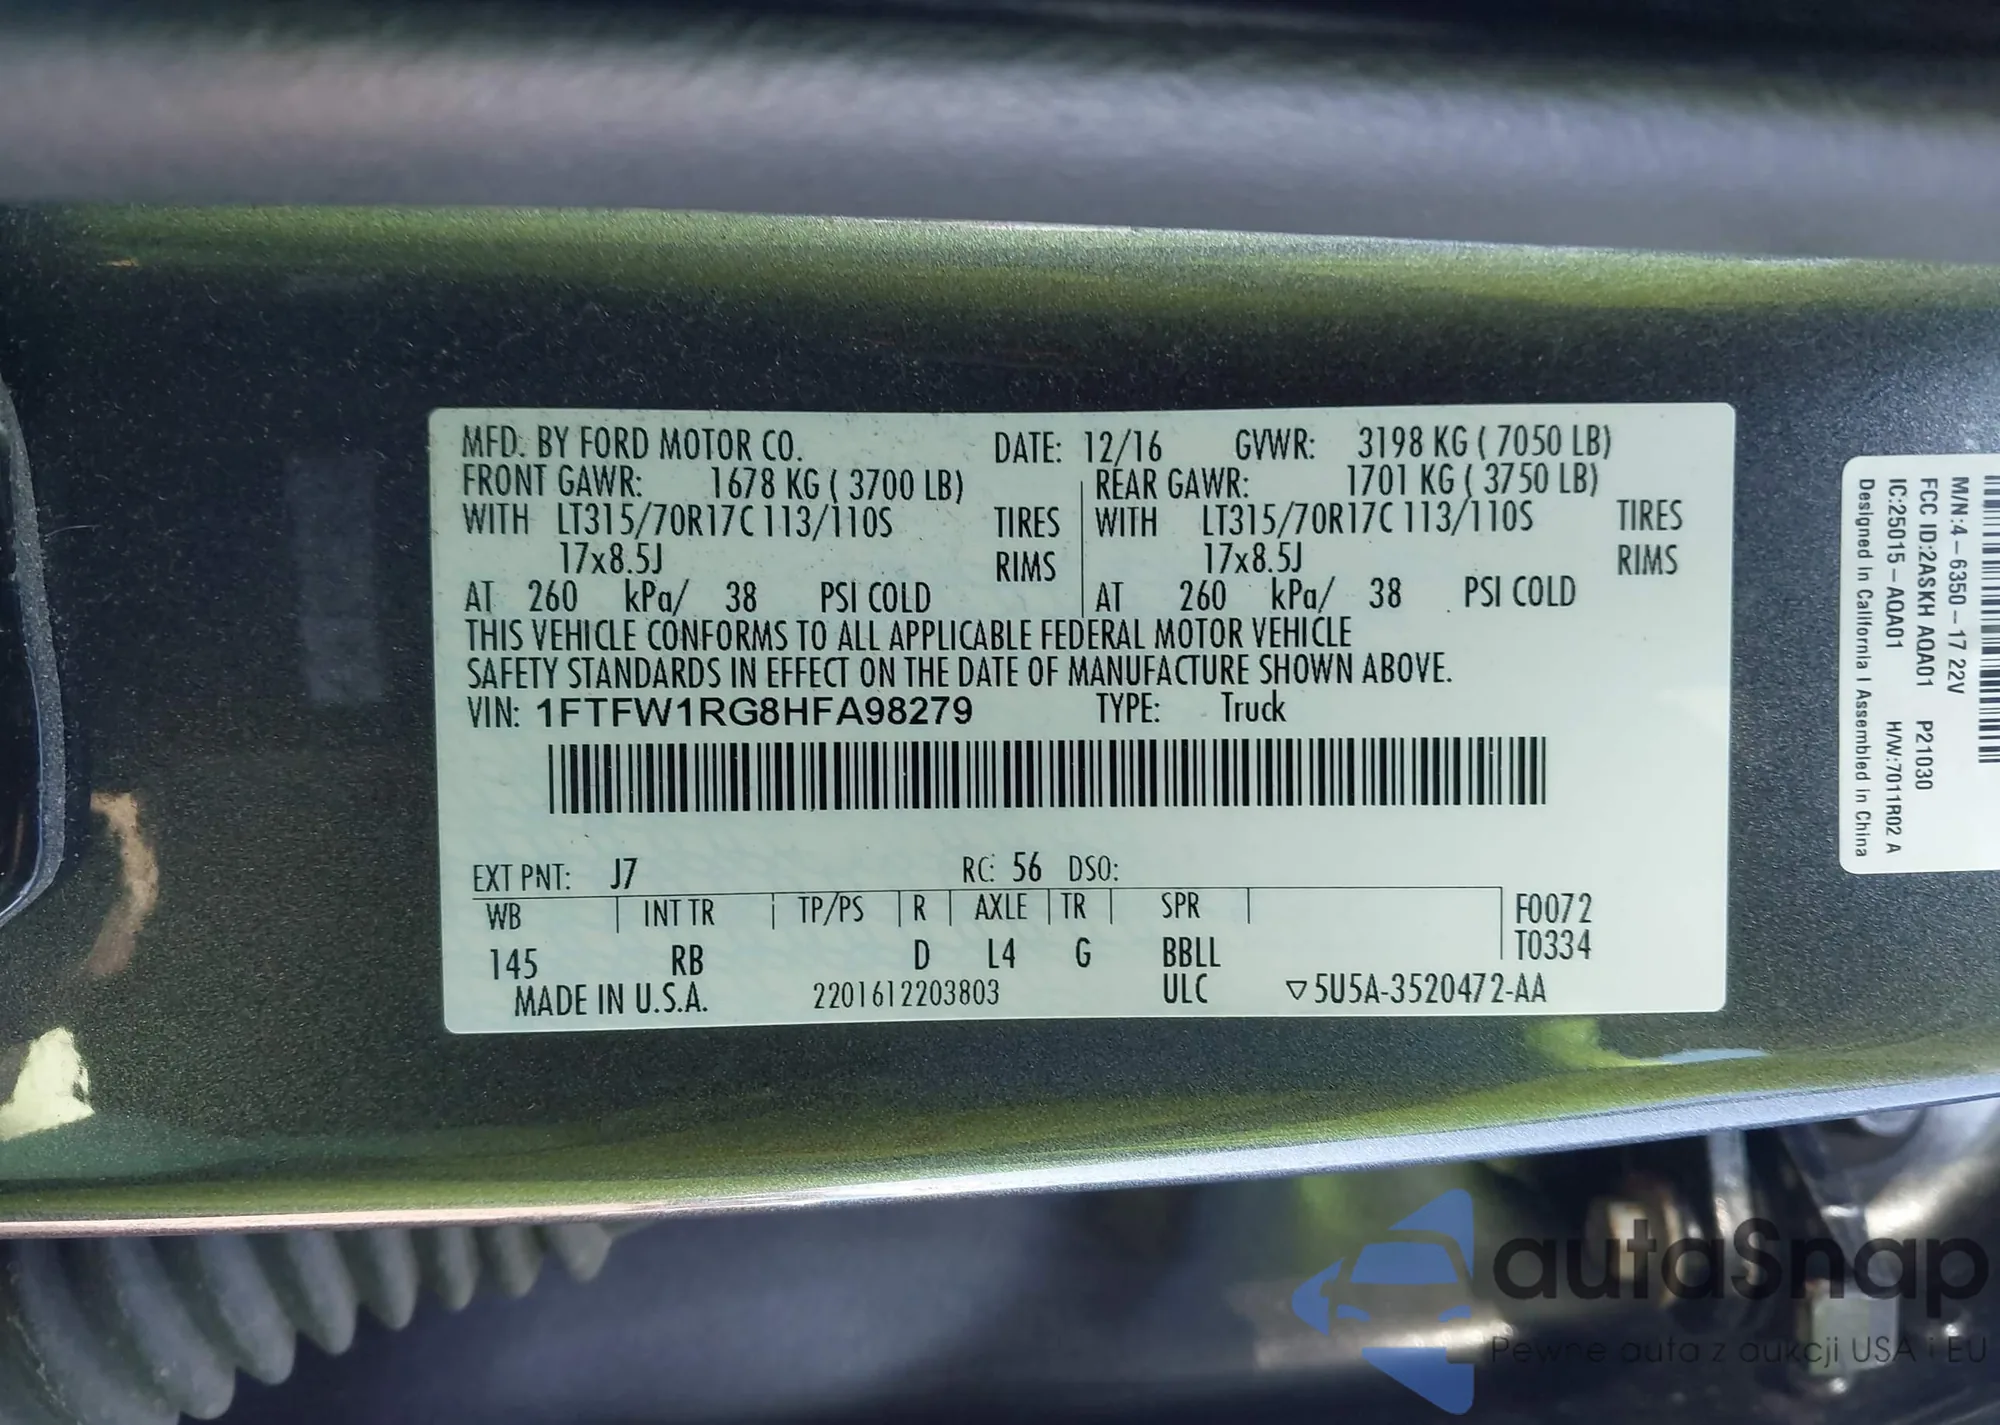 MFD. BY FORD MOTOR CO. DATE: 12/16 GVWR: 3198 KG ( 7050 LB)
FRONT GAWR: 1678 KG ( 3700 LB) REAR GAWR: 1701 KG ( 3750 LB)
WITH LT315/70R17C 113/110S TIRES WITH LT315/70R17C 113/110S TIRES
17x8.5J RIMS 17x8.5J RIMS
AT 260 kPa/ 38 PSI COLD AT 260 kPa/ 38 PSI COLD
THIS VEHICLE CONFORMS TO ALL APPLICABLE FEDERAL MOTOR VEHICLE
SAFETY STANDARDS IN EFFECT ON THE DATE OF MANUFACTURE SHOWN ABOVE.
VIN: 1FTFW1RG8HFA98279 TYPE: Truck
EXT PNT: J7 RC: 56 DSO:
WB INT TR TP/PS R AXLE TR SPR F0072
145 RB D L4 G BBLL T0334
MADE IN U.S.A. 2201612203803 ULC ▽5U5A-3520472-AA
M/N:4-6350-17 22V
FCC ID:2ASKH AQA01 P21030
IC:25015-AQA01 H/W:7011R02 A
Designed in California | Assembled in China
autaSnap
Pewne auta z aukcji USA i EU